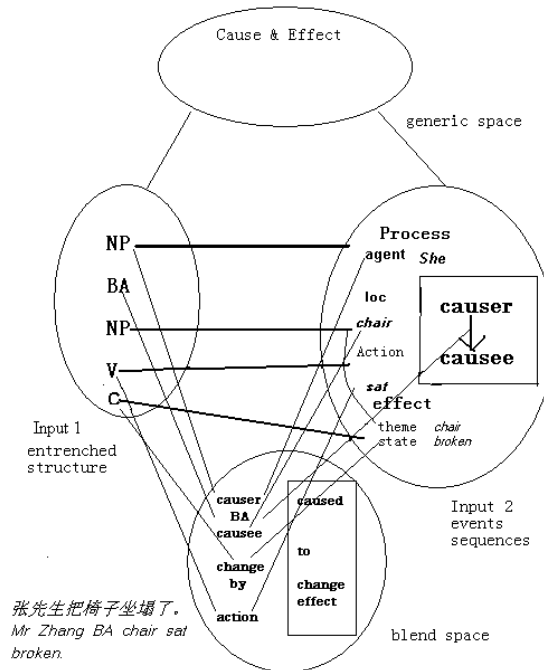 Cause & Effect
generic space
NP
BA
NP
V
C
Input 1
entrenched
structure
Process
agent She
loc
chair
Action
sat
effect
theme chair
state broken
causer
causee
Input 2
events
sequences
causer
BA
causee
change
by
action
caused
to
change
effect
blend space
张先生把椅子坐塌了。
Mr Zhang BA chair sat
broken.